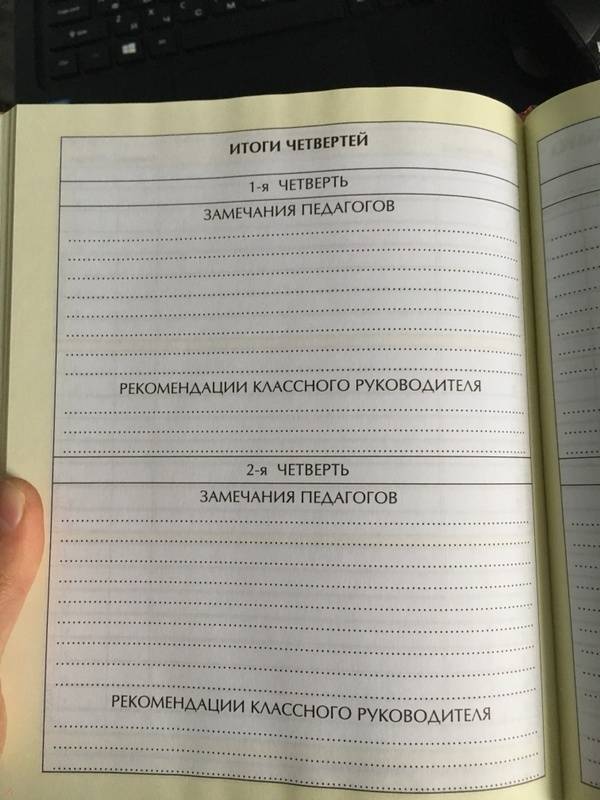 ИТОГИ ЧЕТВЕРТЕЙ
1-я ЧЕТВЕРТЬ
ЗАМЕЧАНИЯ ПЕДАГОГОВ
РЕКОМЕНДАЦИИ КЛАССНОГО РУКОВОДИТЕЛЯ
2-я ЧЕТВЕРТЬ
ЗАМЕЧАНИЯ ПЕДАГОГОВ
РЕКОМЕНДАЦИИ КЛАССНОГО РУКОВОДИТЕЛЯ